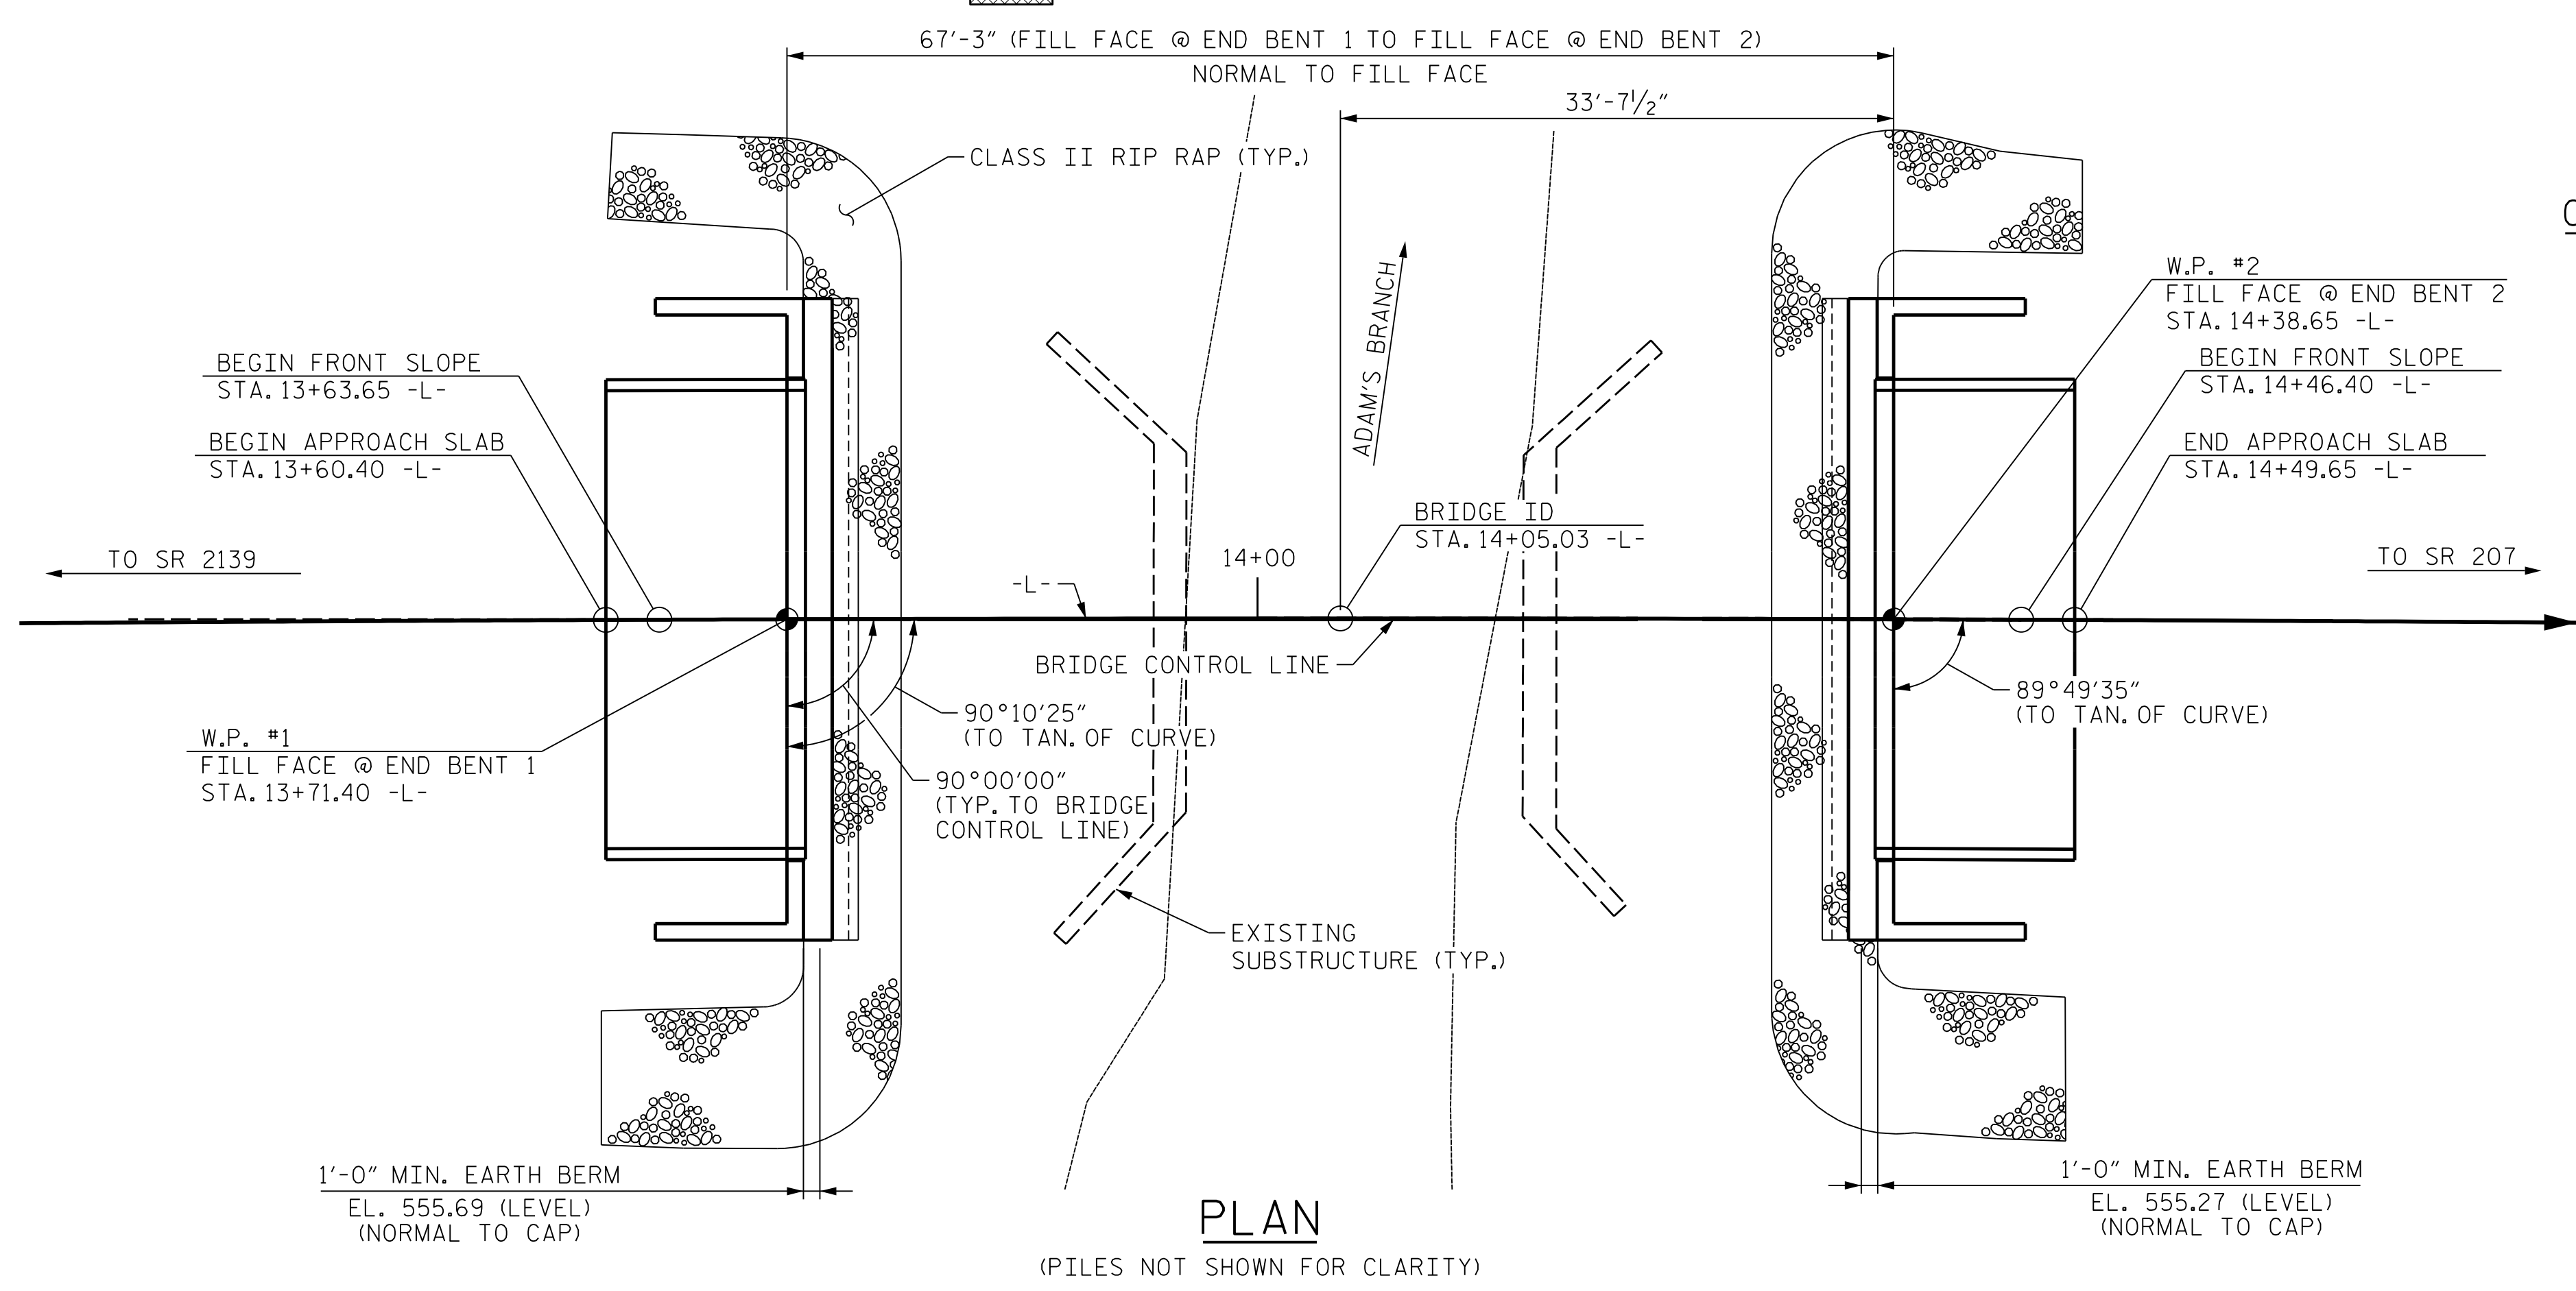 67'-3" (FILL FACE @ END BENT 1 TO FILL FACE @ END BENT 2)
NORMAL TO FILL FACE
33'-7 1/2"
CLASS II RIP RAP (TYP.)
ADAM'S BRANCH
W.P. #2
FILL FACE @ END BENT 2
STA. 14+38.65 -L-
BEGIN FRONT SLOPE
STA. 13+63.65 -L-
BEGIN FRONT SLOPE
STA. 14+46.40 -L-
BEGIN APPROACH SLAB
STA. 13+60.40 -L-
END APPROACH SLAB
STA. 14+49.65 -L-
BRIDGE ID
STA. 14+05.03 -L-
TO SR 2139
14+00
TO SR 207
-L-
BRIDGE CONTROL LINE
89°49'35"
(TO TAN. OF CURVE)
90°10'25"
(TO TAN. OF CURVE)
W.P. #1
FILL FACE @ END BENT 1
STA. 13+71.40 -L-
90°00'00"
(TYP. TO BRIDGE
CONTROL LINE)
EXISTING
SUBSTRUCTURE (TYP.)
1'-0" MIN. EARTH BERM
EL. 555.69 (LEVEL)
(NORMAL TO CAP)
1'-0" MIN. EARTH BERM
EL. 555.27 (LEVEL)
(NORMAL TO CAP)
PLAN
(PILES NOT SHOWN FOR CLARITY)